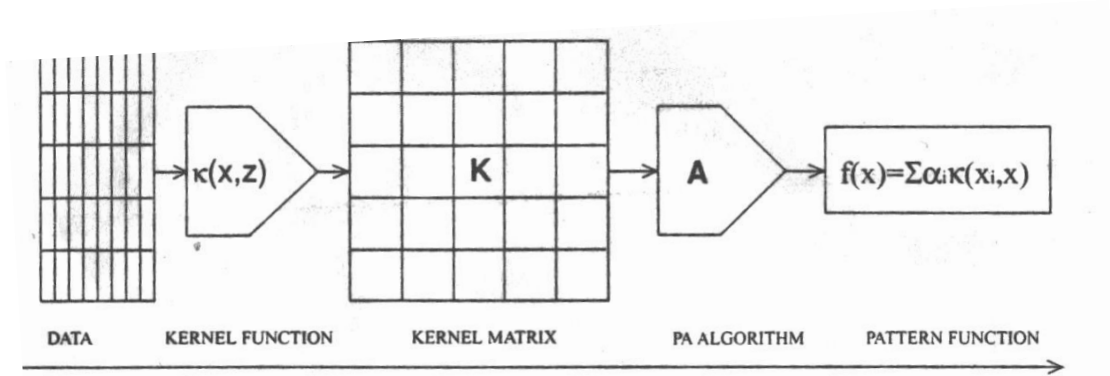 κ(x,z)
K
A
f(x)=Σαiκ(xi,x)
DATA
KERNEL FUNCTION
KERNEL MATRIX
PA ALGORITHM
PATTERN FUNCTION